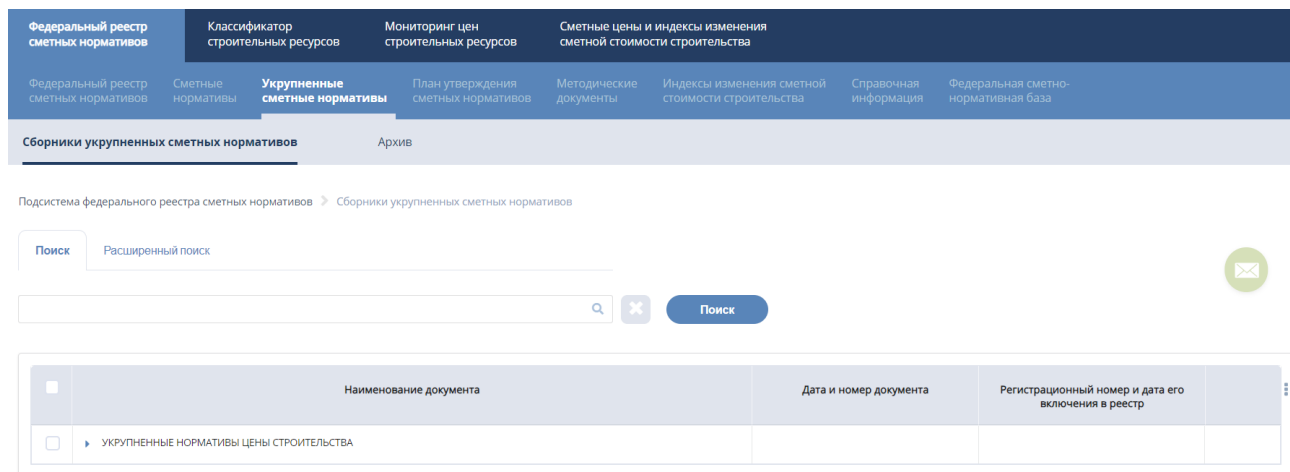 Федеральный реестр
сметных нормативов
Классификатор
строительных ресурсов
Мониторинг цен
строительных ресурсов
Сметные цены и индексы изменения
сметной стоимости строительства
Федеральный реестр
сметных нормативов
Сметные
нормативы
Укрупненные
сметные нормативы
План утверждения
сметных нормативов
Методические
документы
Индексы изменения сметной
стоимости строительства
Справочная
информация
Федеральная сметно-
нормативная база
Сборники укрупненных сметных нормативов
Архив
Подсистема федерального реестра сметных нормативов
Сборники укрупненных сметных нормативов
Поиск
Расширенный поиск
Поиск
Наименование документа
Дата и номер документа
Регистрационный номер и дата его
включения в реестр
УКРУПНЕННЫЕ НОРМАТИВЫ ЦЕНЫ СТРОИТЕЛЬСТВА